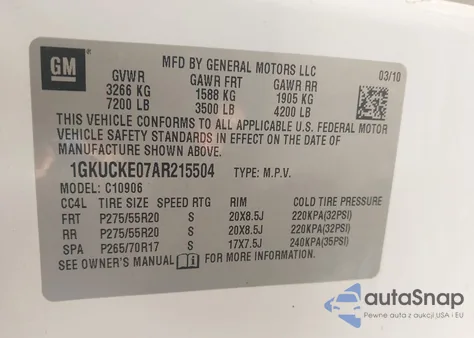 GM
MFD BY GENERAL MOTORS LLC
03/10
GVWR GAWR FRT GAWR RR
3266 KG 1588 KG 1905 KG
7200 LB 3500 LB 4200 LB
THIS VEHICLE CONFORMS TO ALL APPLICABLE U.S. FEDERAL MOTOR
VEHICLE SAFETY STANDARDS IN EFFECT ON THE DATE OF
MANUFACTURE SHOWN ABOVE.
1GKUCKE07AR215504 TYPE: M.P.V.
MODEL: C10906
CC4L TIRE SIZE SPEED RTG RIM COLD TIRE PRESSURE
FRT P275/55R20 S 20X8.5J 220KPA(32PSI)
RR P275/55R20 S 20X8.5J 220KPA(32PSI)
SPA P265/70R17 S 17X7.5J 240KPA(35PSI)
SEE OWNER'S MANUAL i FOR MORE INFORMATION.
autaSnap
Pewne auta z aukcji USA i EU